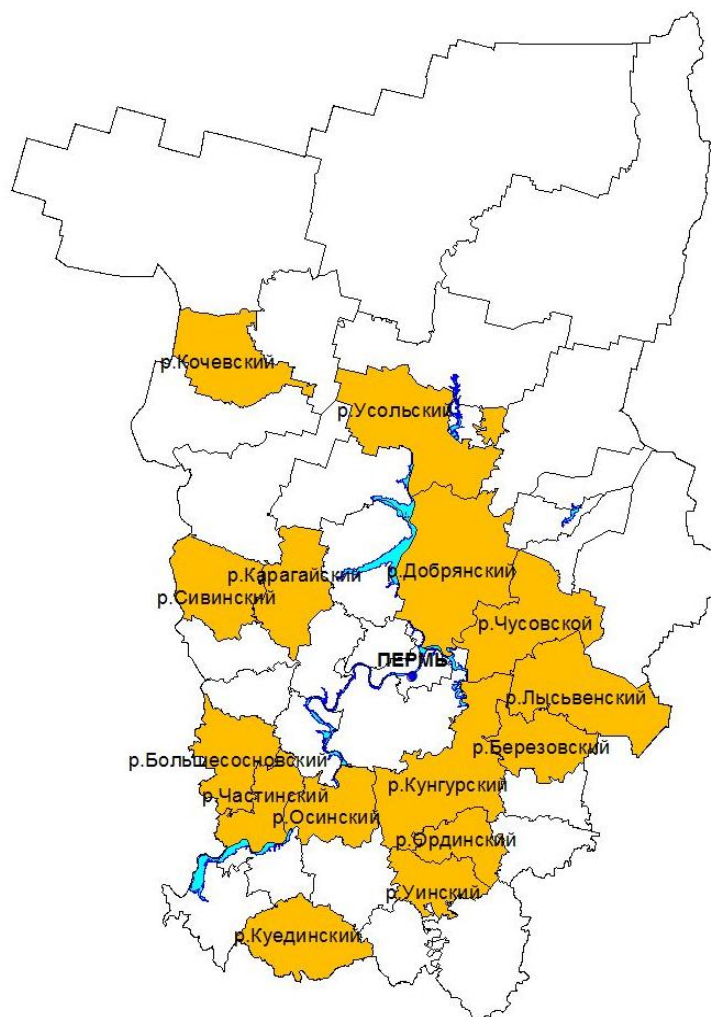 р.Кочевский
р.Усольский
р.Карагайский
р.Добрянский
р.Сивинский
р.Чусовской
ПЕРМЬ
р.Лысьвенский
р.Березовский
р.Большесосновский
р.Кунгурский
р.Частинский
р.Осинский
р.Ординский
р.Уинский
р.Куединский